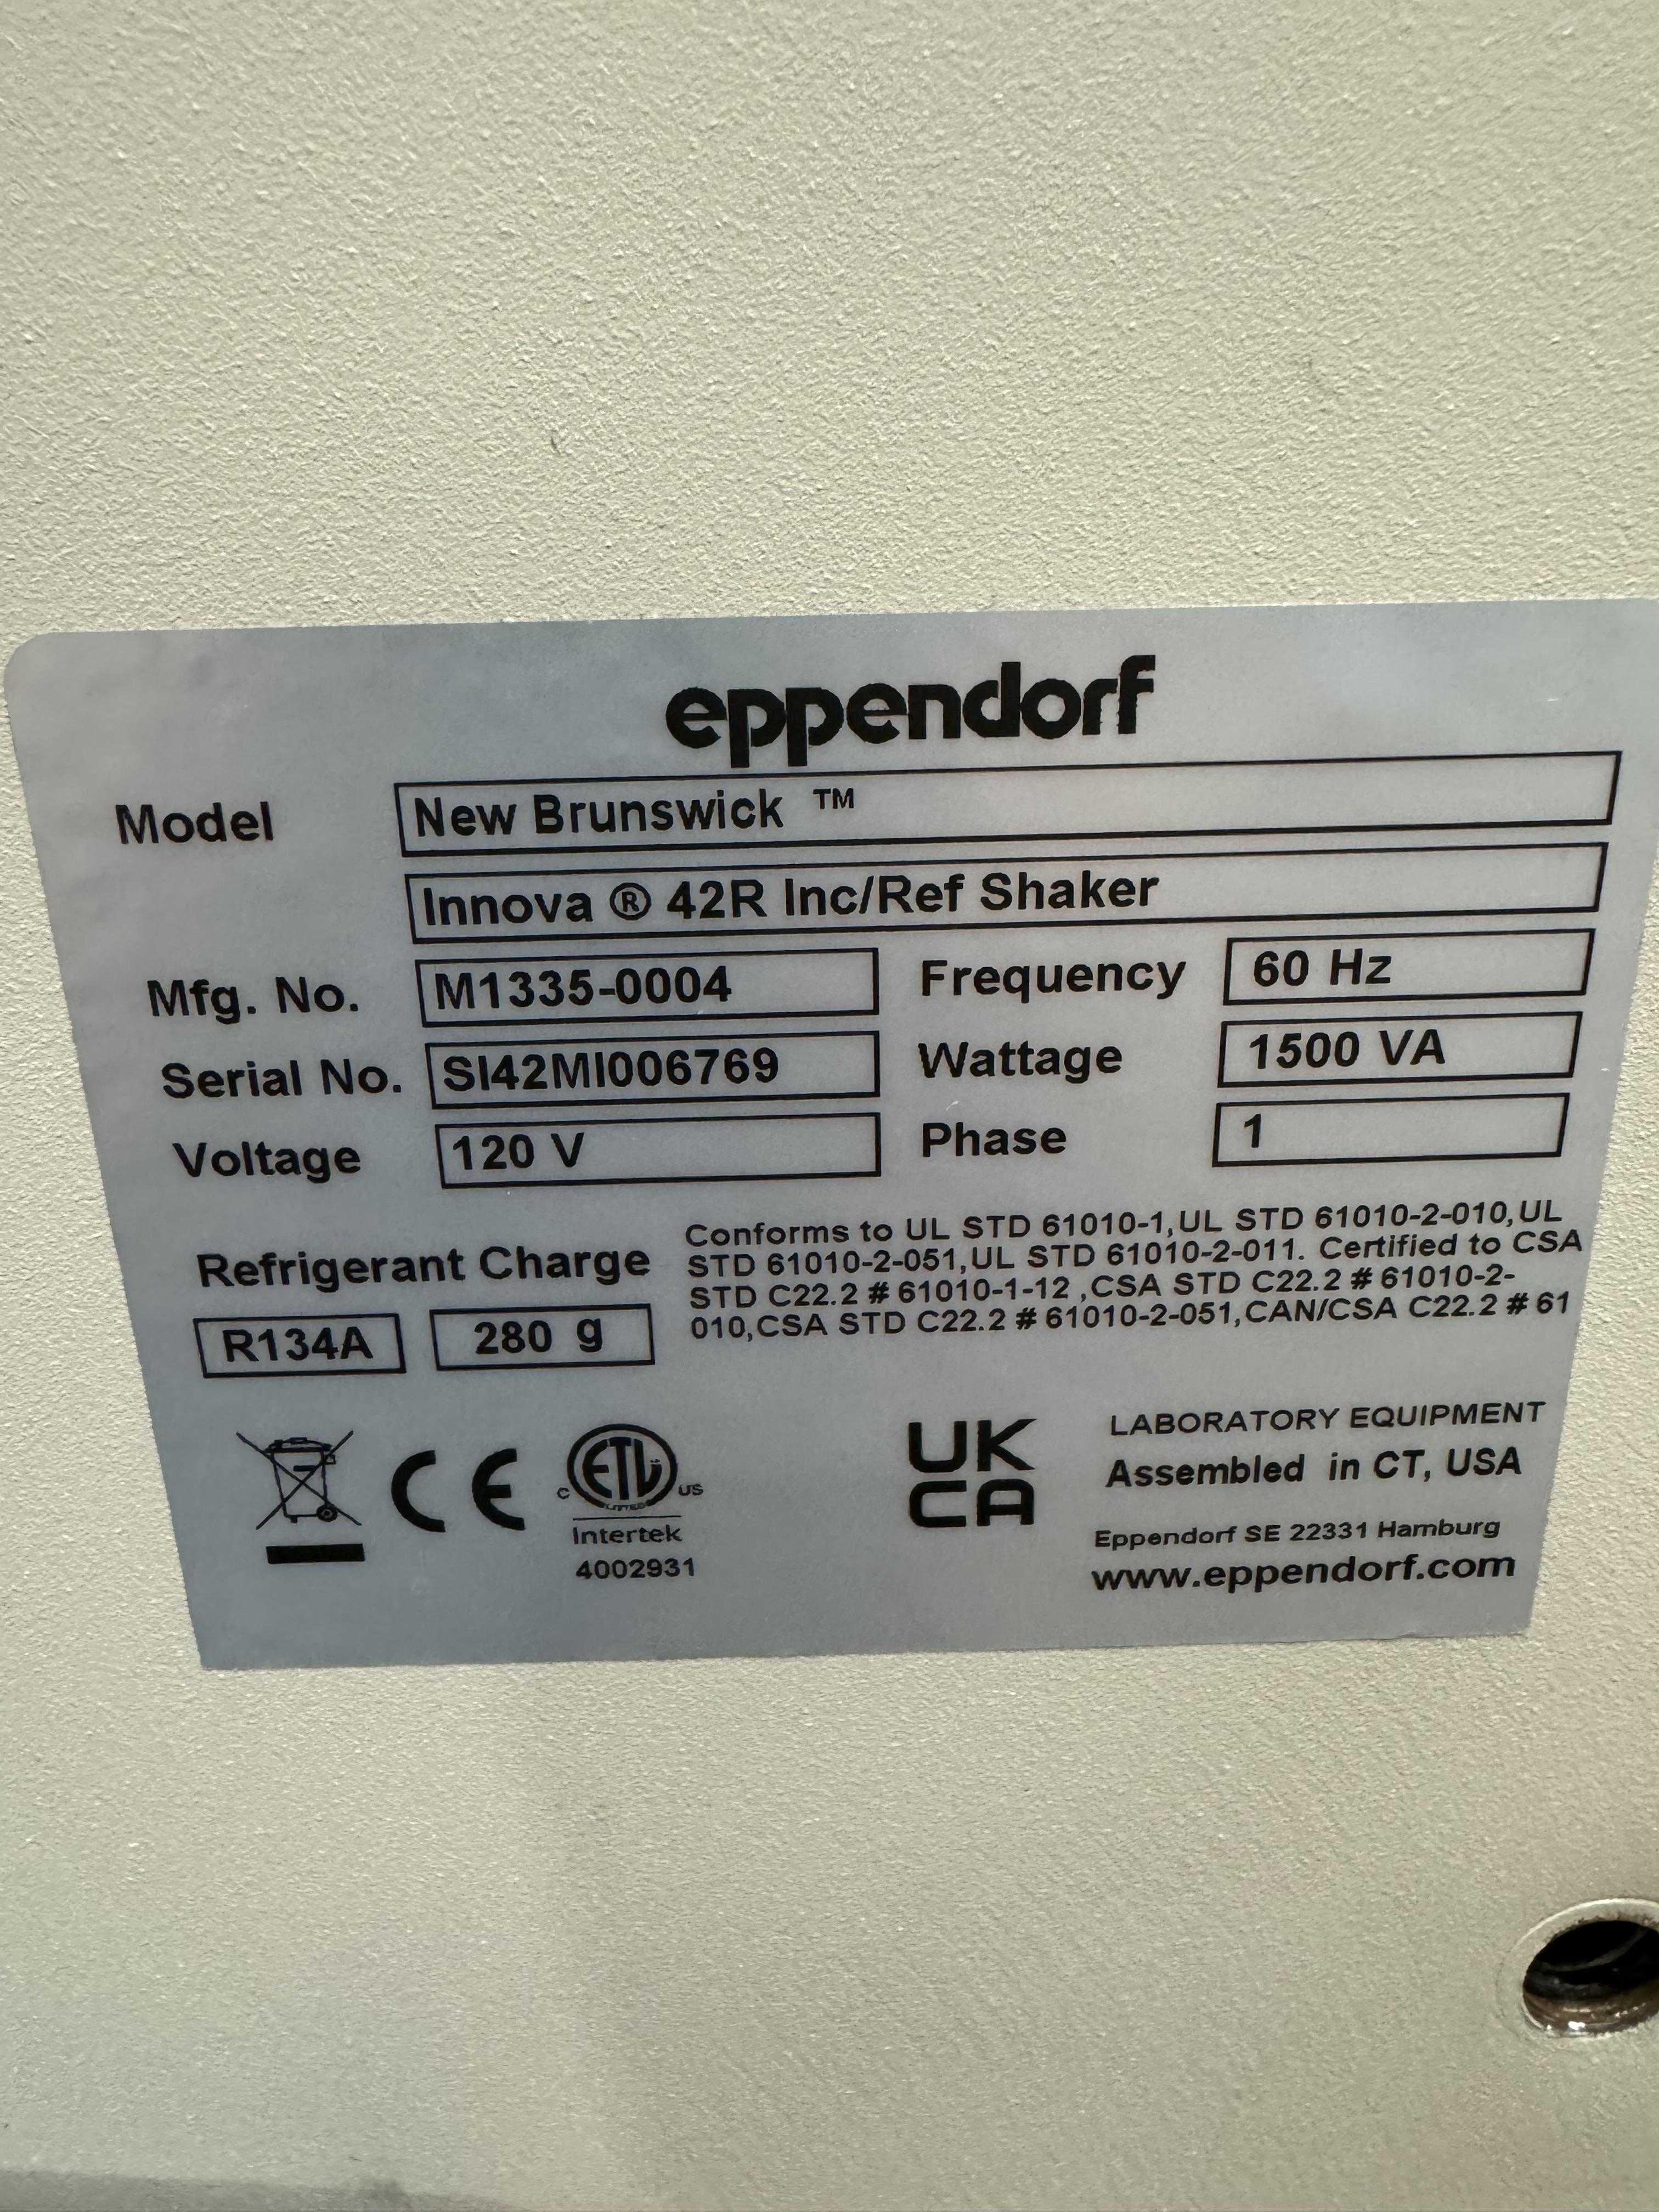 eppendorf
Model New Brunswick ™
Innova ® 42R Inc/Ref Shaker
Mfg. No. M1335-0004 Frequency 60 Hz
Serial No. SI42MI006769 Wattage 1500 VA
Voltage 120 V Phase 1
Refrigerant Charge
R134A 280 g
Conforms to UL STD 61010-1,UL STD 61010-2-010,UL
STD 61010-2-051,UL STD 61010-2-011. Certified to CSA
STD C22.2 # 61010-1-12 ,CSA STD C22.2 # 61010-2-
010,CSA STD C22.2 # 61010-2-051,CAN/CSA C22.2 # 61
CE
C ETL US
LISTED
Intertek
4002931
UK
CA
LABORATORY EQUIPMENT
Assembled in CT, USA
Eppendorf SE 22331 Hamburg
www.eppendorf.com